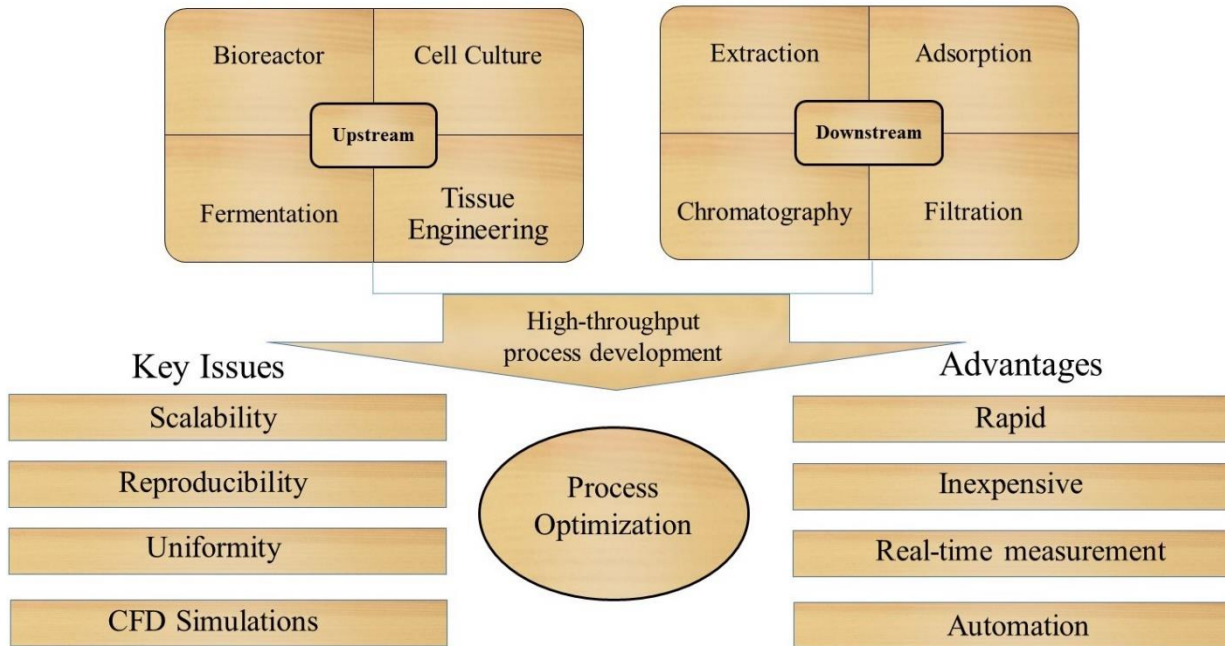 Bioreactor
Cell Culture
Upstream
Fermentation
Tissue
Engineering
Extraction
Adsorption
Downstream
Chromatography
Filtration
High-throughput
process development
Key Issues
Scalability
Reproducibility
Uniformity
CFD Simulations
Process
Optimization
Advantages
Rapid
Inexpensive
Real-time measurement
Automation